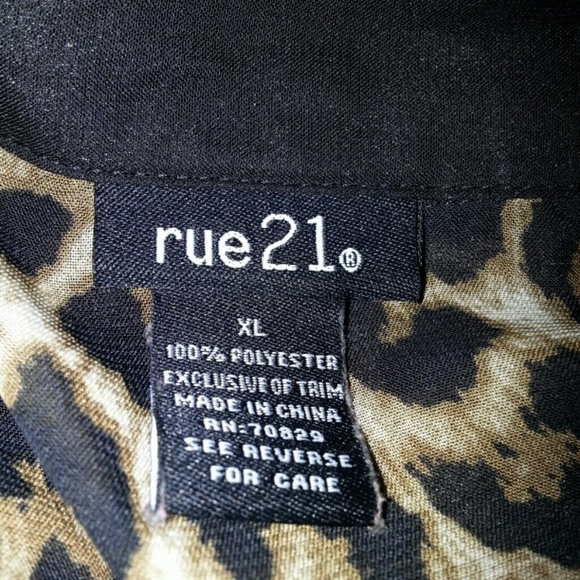 rue21®
XL
100% POLYESTER
EXCLUSIVE OF TRIM
MADE IN CHINA
RN:70829
SEE REVERSE
FOR CARE